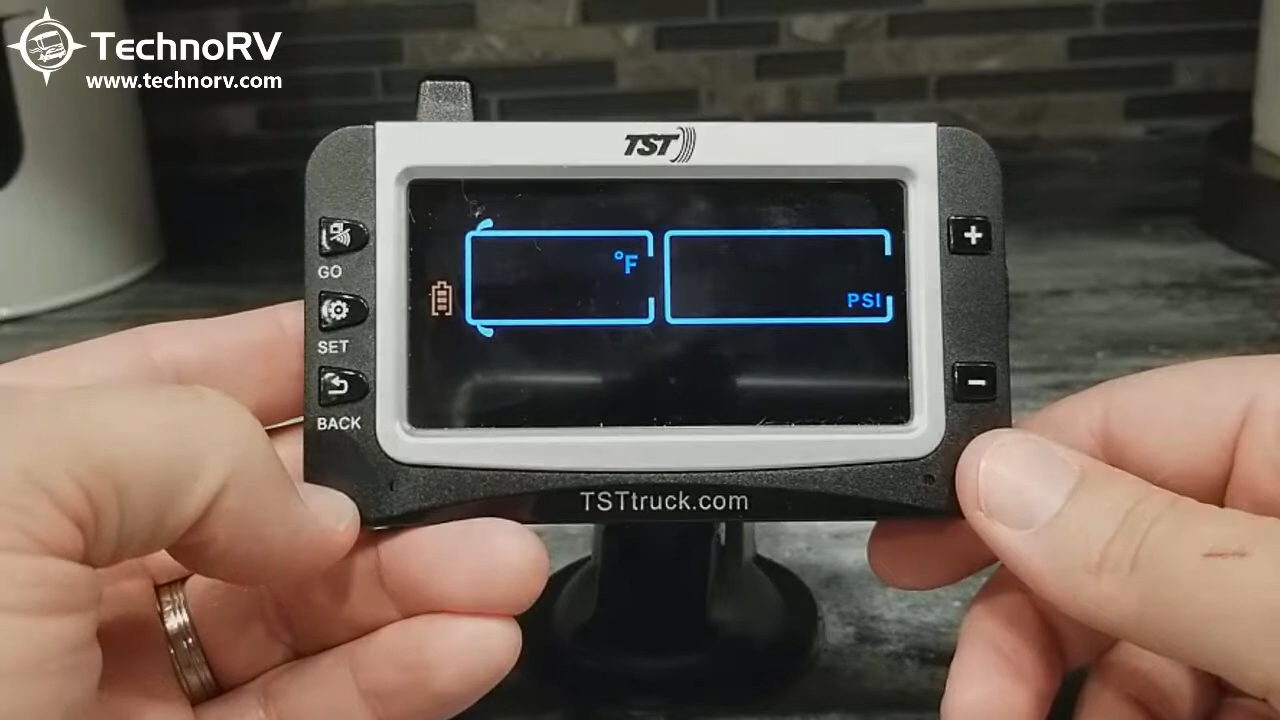 TechnoRV
www.technorv.com
TST
GO
SET
BACK
°F
PSI
+
-
TSTtruck.com